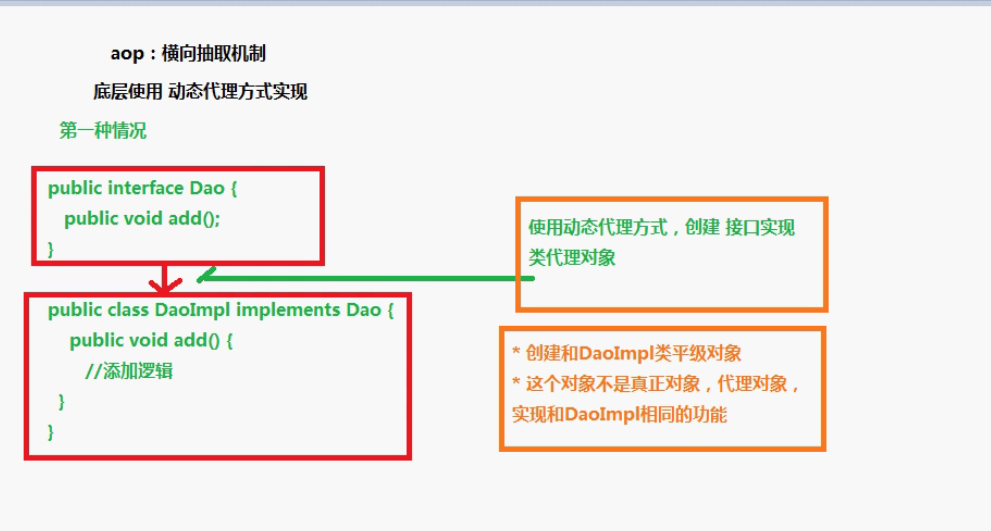 aop：横向抽取机制
底层使用 动态代理方式实现
第一种情况
public interface Dao {
public void add();
}
public class DaoImpl implements Dao {
public void add() {
//添加逻辑
}
}
使用动态代理方式，创建 接口实现
类代理对象
* 创建和DaoImpl类平级对象
* 这个对象不是真正对象，代理对象，
实现和DaoImpl相同的功能